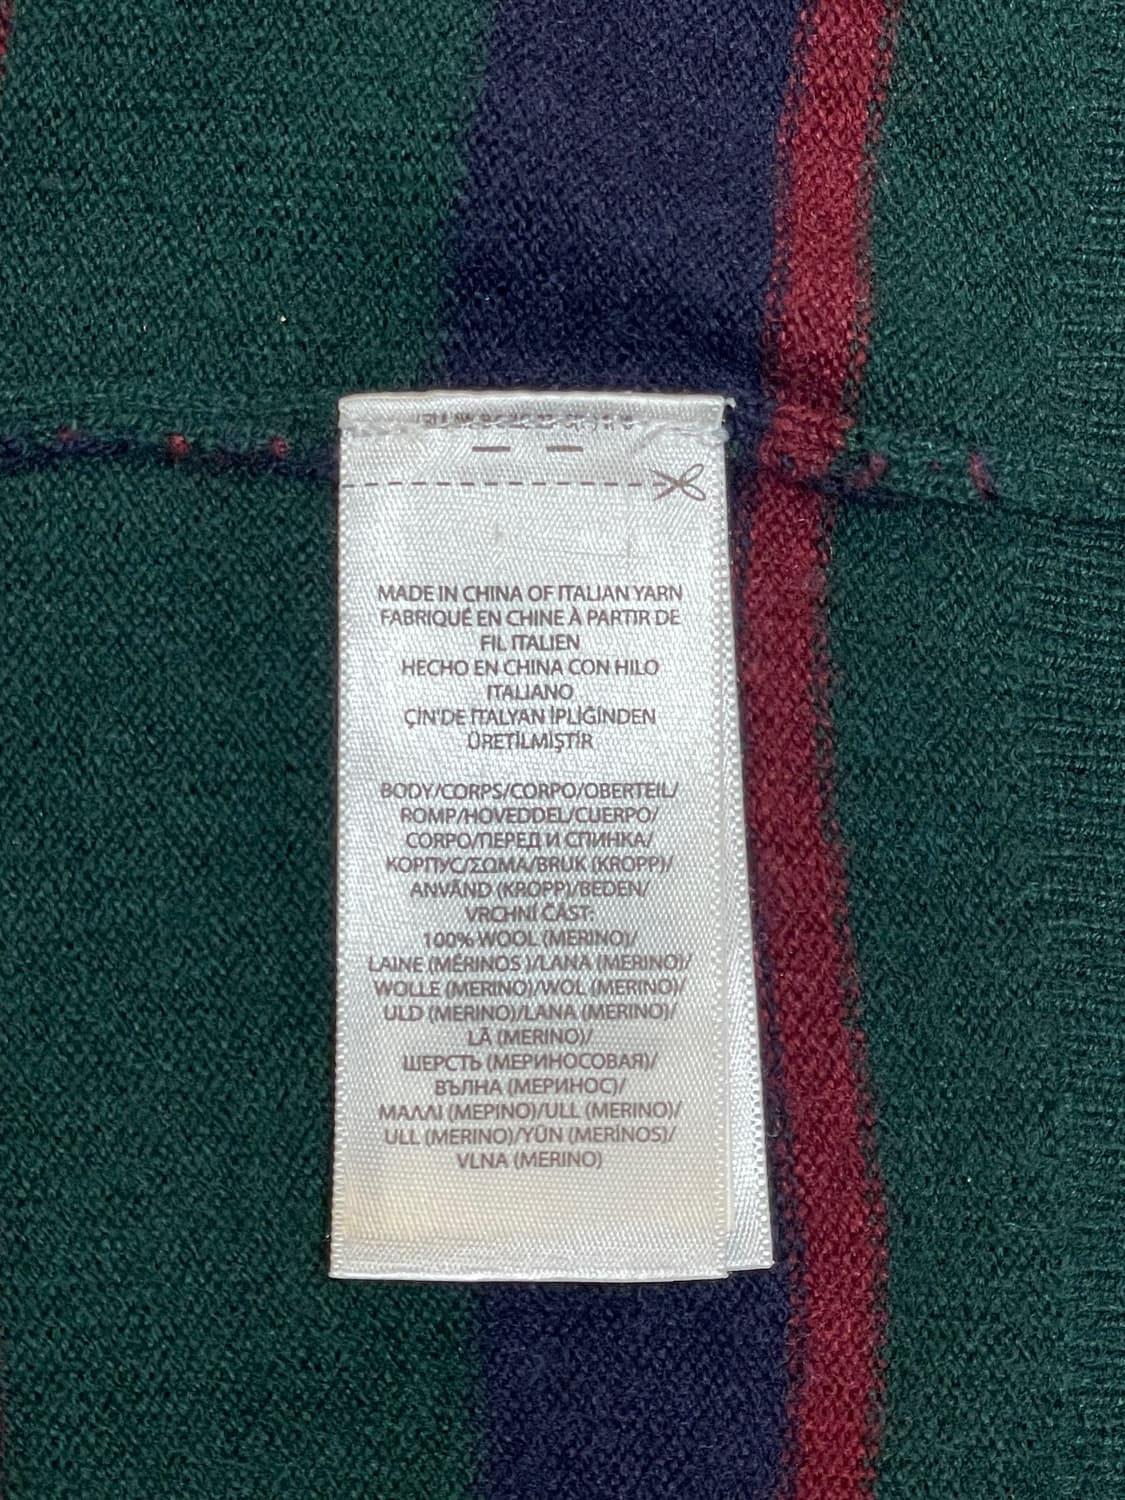 MADE IN CHINA OF ITALIAN YARN
FABRIQUÉ EN CHINE À PARTIR DE
FIL ITALIEN
HECHO EN CHINA CON HILO
ITALIANO
ÇİN'DE İTALYAN İPLİĞİNDEN
ÜRETİLMİŞTİR
BODY/CORPS/CORPO/OBERTEIL/
ROMP/HOVEDDEL/CUERPO/
CORPO/ПЕРЕД И СПИНКА/
КОРПУС/ΣΩΜΑ/BRUK (KROPP)/
ANVÄND (KROPP)/BEDEN/
VRCHNÍ ČÁST:
100% WOOL (MERINO)/
LAINE (MÉRINOS )/LANA (MERINO)/
WOLLE (MERINO)/WOL (MERINO)/
ULD (MERINO)/LANA (MERINO)/
LÃ (MERINO)/
ШЕРСТЬ (МЕРИНОСОВАЯ)/
ВЪЛНА (МЕРИНОС)/
ΜΑΛΛΙ (ΜΕΡΙΝΟ)/ULL (MERINO)/
ULL (MERINO)/YÜN (MERİNOS)/
VLNA (MERINO)